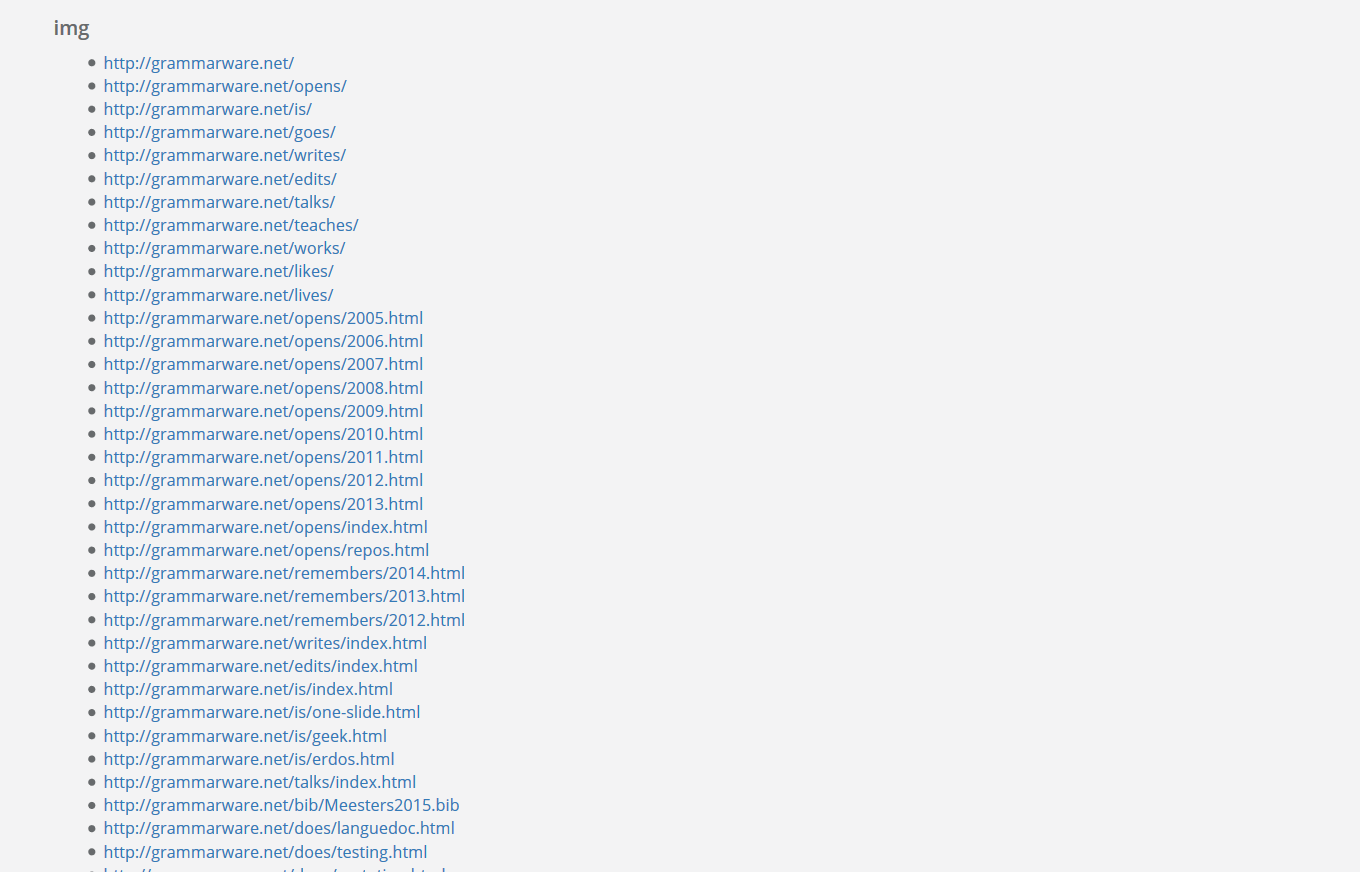 img
http://grammarware.net/
http://grammarware.net/opens/
http://grammarware.net/is/
http://grammarware.net/goes/
http://grammarware.net/writes/
http://grammarware.net/edits/
http://grammarware.net/talks/
http://grammarware.net/teaches/
http://grammarware.net/works/
http://grammarware.net/likes/
http://grammarware.net/lives/
http://grammarware.net/opens/2005.html
http://grammarware.net/opens/2006.html
http://grammarware.net/opens/2007.html
http://grammarware.net/opens/2008.html
http://grammarware.net/opens/2009.html
http://grammarware.net/opens/2010.html
http://grammarware.net/opens/2011.html
http://grammarware.net/opens/2012.html
http://grammarware.net/opens/2013.html
http://grammarware.net/opens/index.html
http://grammarware.net/opens/repos.html
http://grammarware.net/remembers/2014.html
http://grammarware.net/remembers/2013.html
http://grammarware.net/remembers/2012.html
http://grammarware.net/writes/index.html
http://grammarware.net/edits/index.html
http://grammarware.net/is/index.html
http://grammarware.net/is/one-slide.html
http://grammarware.net/is/geek.html
http://grammarware.net/is/erdos.html
http://grammarware.net/talks/index.html
http://grammarware.net/bib/Meesters2015.bib
http://grammarware.net/does/languedoc.html
http://grammarware.net/does/testing.html